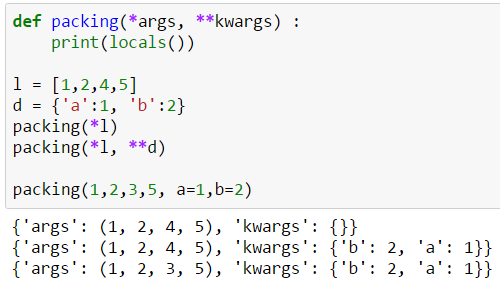 def packing(*args, **kwargs) :
    print(locals())

l = [1,2,4,5]
d = {'a':1, 'b':2}
packing(*l)
packing(*l, **d)

packing(1,2,3,5, a=1,b=2)
{'args': (1, 2, 4, 5), 'kwargs': {}}
{'args': (1, 2, 4, 5), 'kwargs': {'b': 2, 'a': 1}}
{'args': (1, 2, 3, 5), 'kwargs': {'b': 2, 'a': 1}}